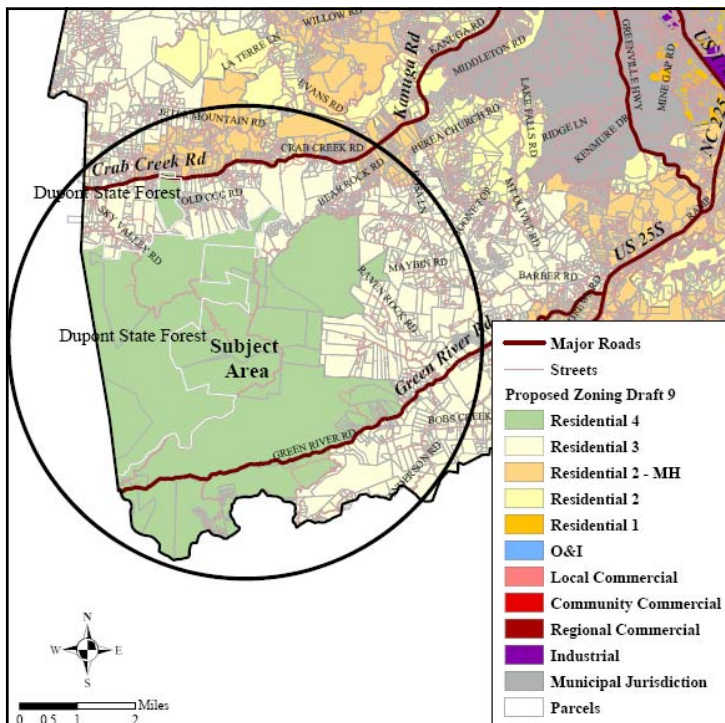 WILLOW RD
LA TERRE LN
KANUGA RD
Kanuga Rd
MIDDLETON RD
GREENVILLE HWY
MINE GAP RD
US
NC 225
EVANS RD
JETER MOUNTAIN RD
LAKE FALLS RD
RIDGE LN
KENMURE DR
CRAB CREEK RD
BEREA CHURCH RD
Crab Creek Rd
BEAR ROCK RD
Dupont State Forest
OLD CCC RD
MT OLIVET RD
RAMP
SKY VALLEY RD
US 25S
MAYBIN RD
BARBER RD
RAVEN ROCK RD
Dupont State Forest
Subject
Area
Green River Rd
BOBS CREEK
GREEN RIVER RD
ANDERSON RD
Major Roads
Streets
Proposed Zoning Draft 9
Residential 4
Residential 3
Residential 2 - MH
Residential 2
Residential 1
O&I
Local Commercial
Community Commercial
Regional Commercial
Industrial
Municipal Jurisdiction
Parcels
N
W E
S
Miles
0 0.5 1 2